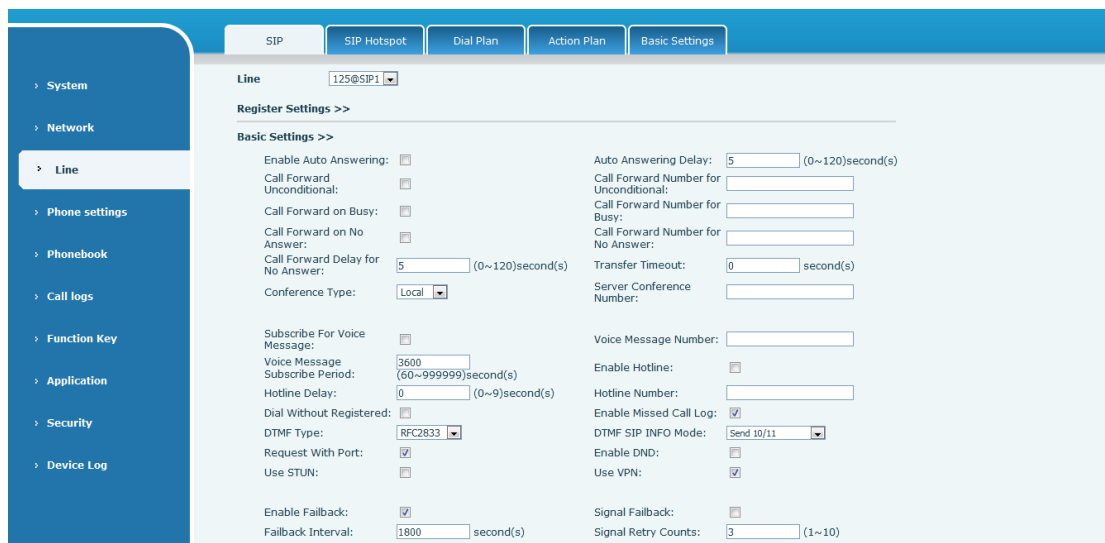 SIP SIP Hotspot Dial Plan Action Plan Basic Settings
› System
› Network
› Line
› Phone settings
› Phonebook
› Call logs
› Function Key
› Application
› Security
› Device Log
Line 125@SIP1
Register Settings >>
Basic Settings >>
Enable Auto Answering: Auto Answering Delay: 5 (0~120)second(s)
Call Forward
Unconditional:
Call Forward Number for
Unconditional:
Call Forward on Busy:
Call Forward Number for
Busy:
Call Forward on No
Answer:
Call Forward Number for
No Answer:
Call Forward Delay for
No Answer:
5 (0~120)second(s)
Transfer Timeout: 0 second(s)
Conference Type: Local
Server Conference
Number:
Subscribe For Voice
Message:
Voice Message Number:
Voice Message
Subscribe Period:
3600
(60~999999)second(s)
Enable Hotline:
Hotline Delay: 0 (0~9)second(s) Hotline Number:
Dial Without Registered: Enable Missed Call Log:
DTMF Type: RFC2833 DTMF SIP INFO Mode: Send 10/11
Request With Port: Enable DND:
Use STUN: Use VPN:
Enable Failback: Signal Failback:
Failback Interval: 1800 second(s) Signal Retry Counts: 3 (1~10)